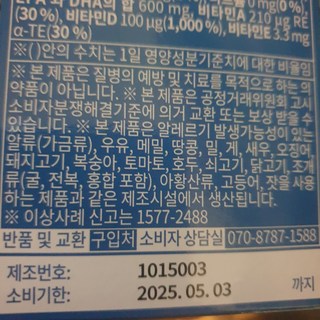 EPA 와 DHA의 합 600 mg, 비타민A 210 μg RE
(30 %), 비타민D 100 μg(1,000 %), 비타민E 3.3 mg
α-TE(30 %)
※( )안의 수치는 1일 영양성분기준치에 대한 비율임
※ 본 제품은 질병의 예방 및 치료를 목적으로 하는 의
약품이 아닙니다. ※ 본 제품은 공정거래위원회 고시
소비자분쟁해결기준에 의거 교환 또는 보상 받을 수
있습니다. ※ 본 제품은 알레르기 발생가능성이 있는
알류(가금류), 우유, 메밀, 땅콩, 밀, 게, 새우, 오징어
돼지고기, 복숭아, 토마토, 호두, 쇠고기, 닭고기, 조개
류(굴, 전복, 홍합 포함), 아황산류, 고등어, 잣을 사용
하는 제품과 같은 제조시설에서 생산됩니다.
※ 이상사례 신고는 1577-2488
반품 및 교환 구입처 소비자 상담실 070-8787-1588
제조번호: 1015003
소비기한: 2025.05.03 까지